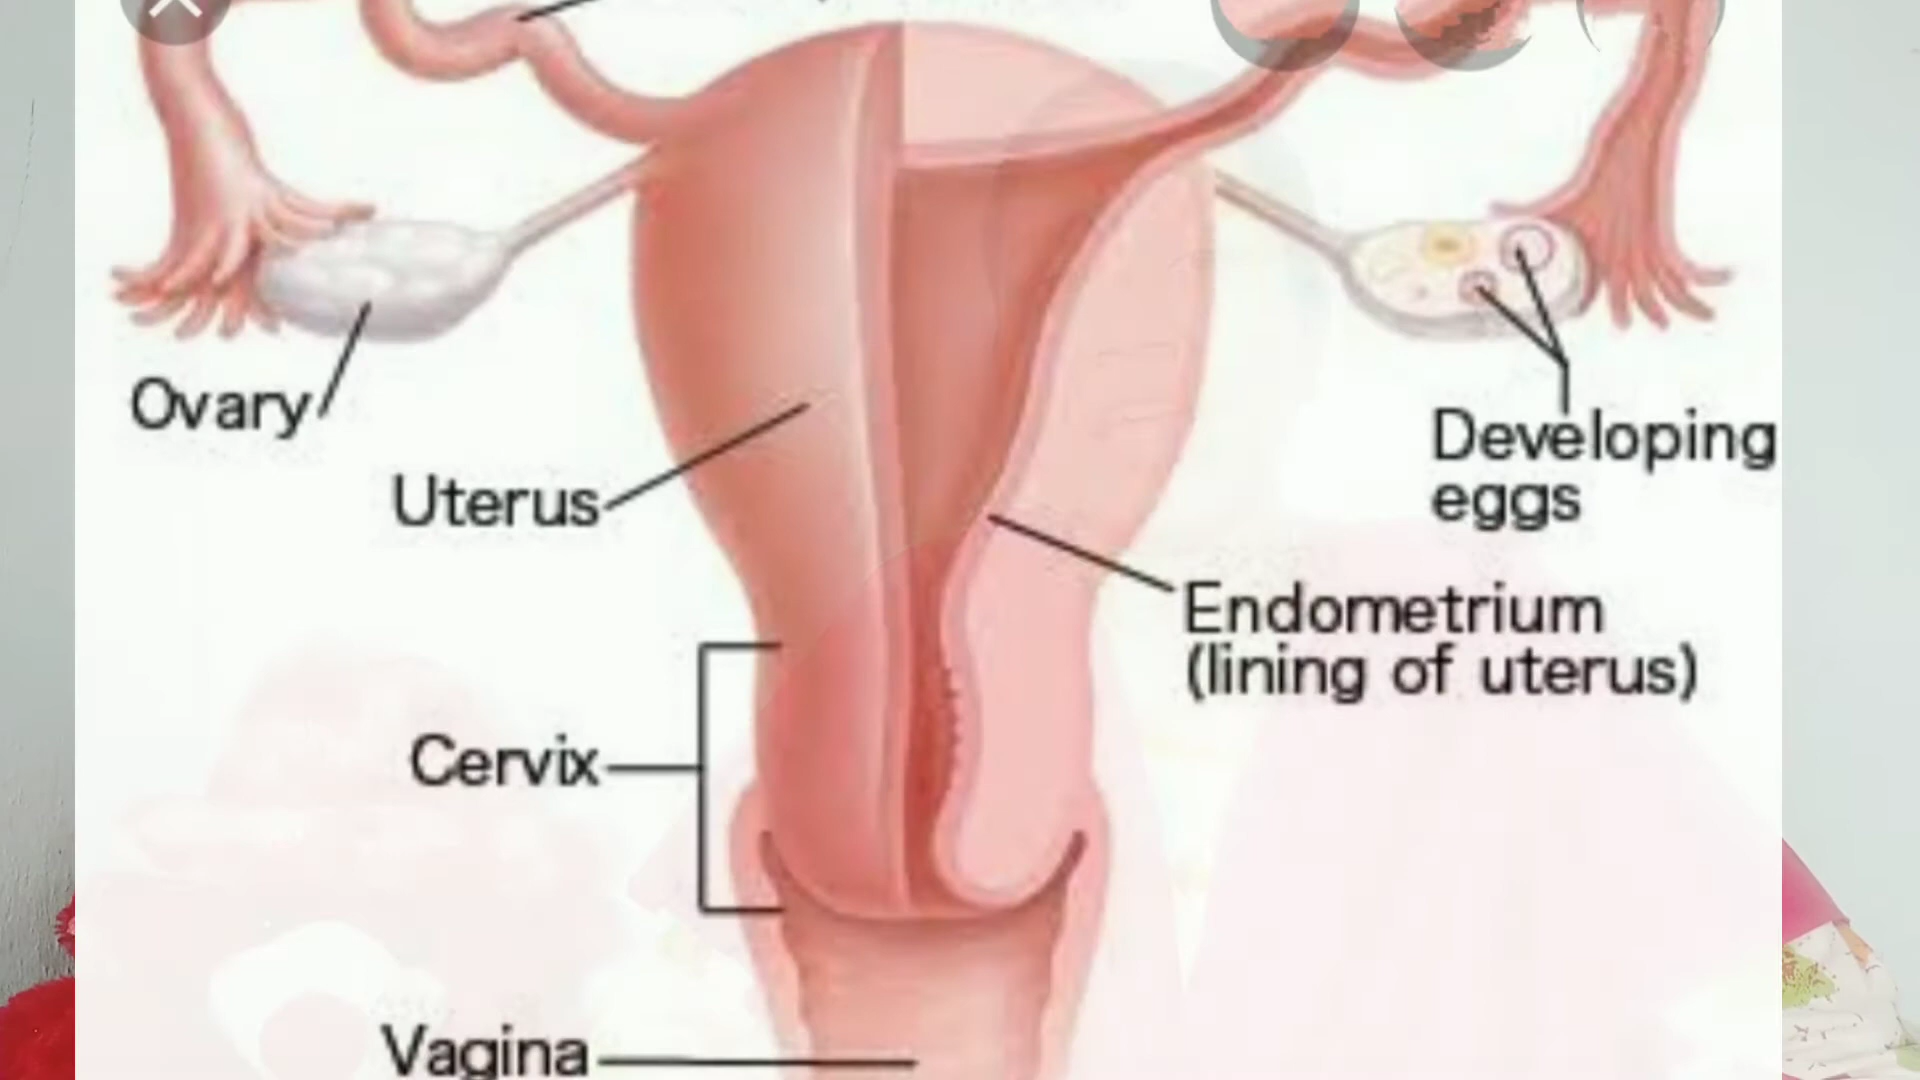 Ovary
Uterus
Developing
eggs
Endometrium
(lining of uterus)
Cervix
Vagina